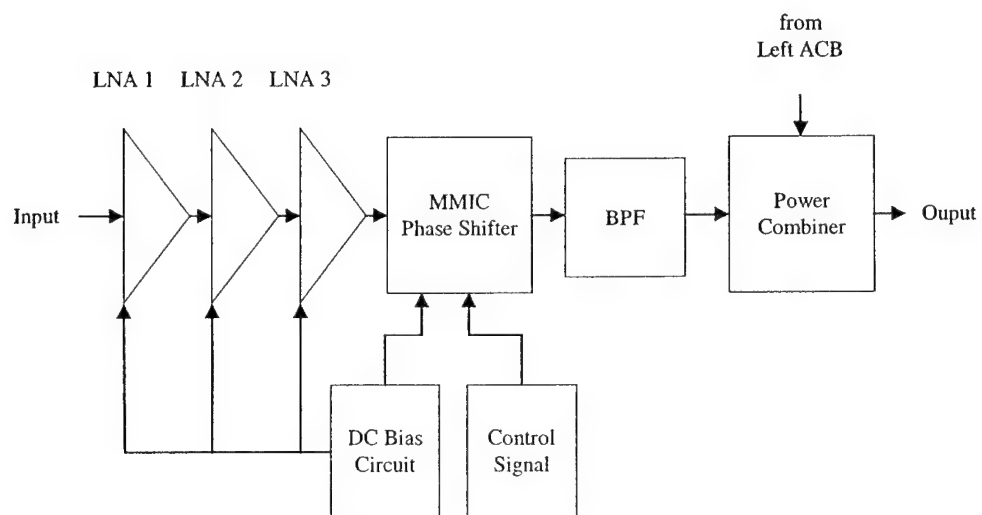 from
Left ACB
LNA 1 LNA 2 LNA 3
MMIC
Phase Shifter
BPF
Power
Combiner
Input
Ouput
DC Bias
Circuit
Control
Signal